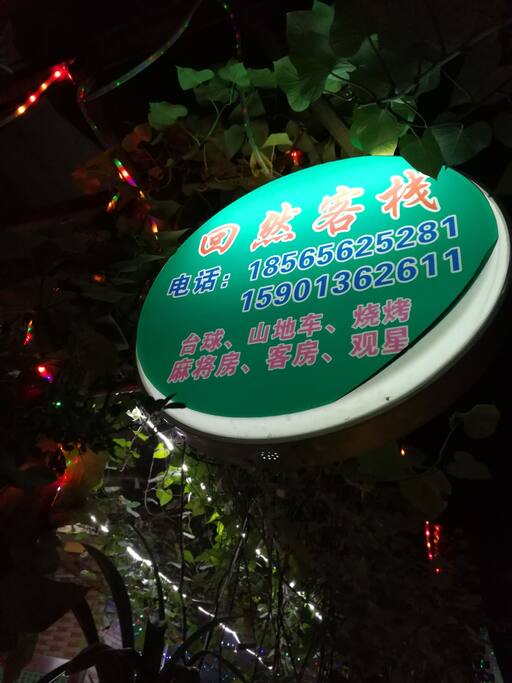 回然客栈
电话：18565625281
15901362611
台球、山地车、烧烤
麻将房、客房、观星